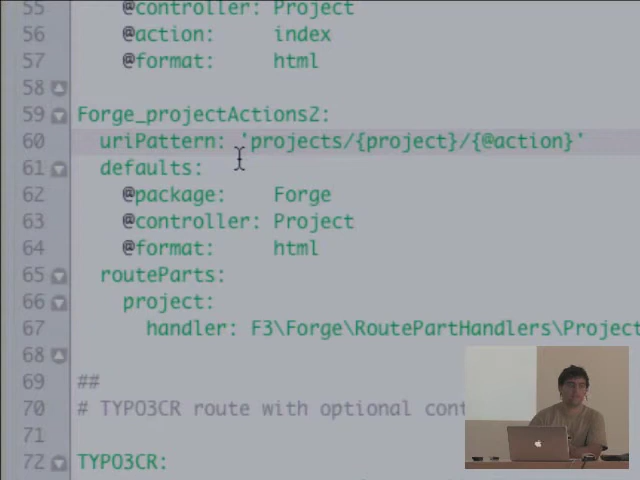 55 @controller: Project
56 @action: index
57 @format: html
58
59 Forge_projectActions2:
60 uriPattern: 'projects/{project}/{@action}'
61 defaults:
62 @package: Forge
63 @controller: Project
64 @format: html
65 routeParts:
66 project:
67 handler: F3\Forge\RoutePartHandlers\Project
68
69 ##
70 # TYPO3CR route with optional cont
71
72 TYPO3CR: